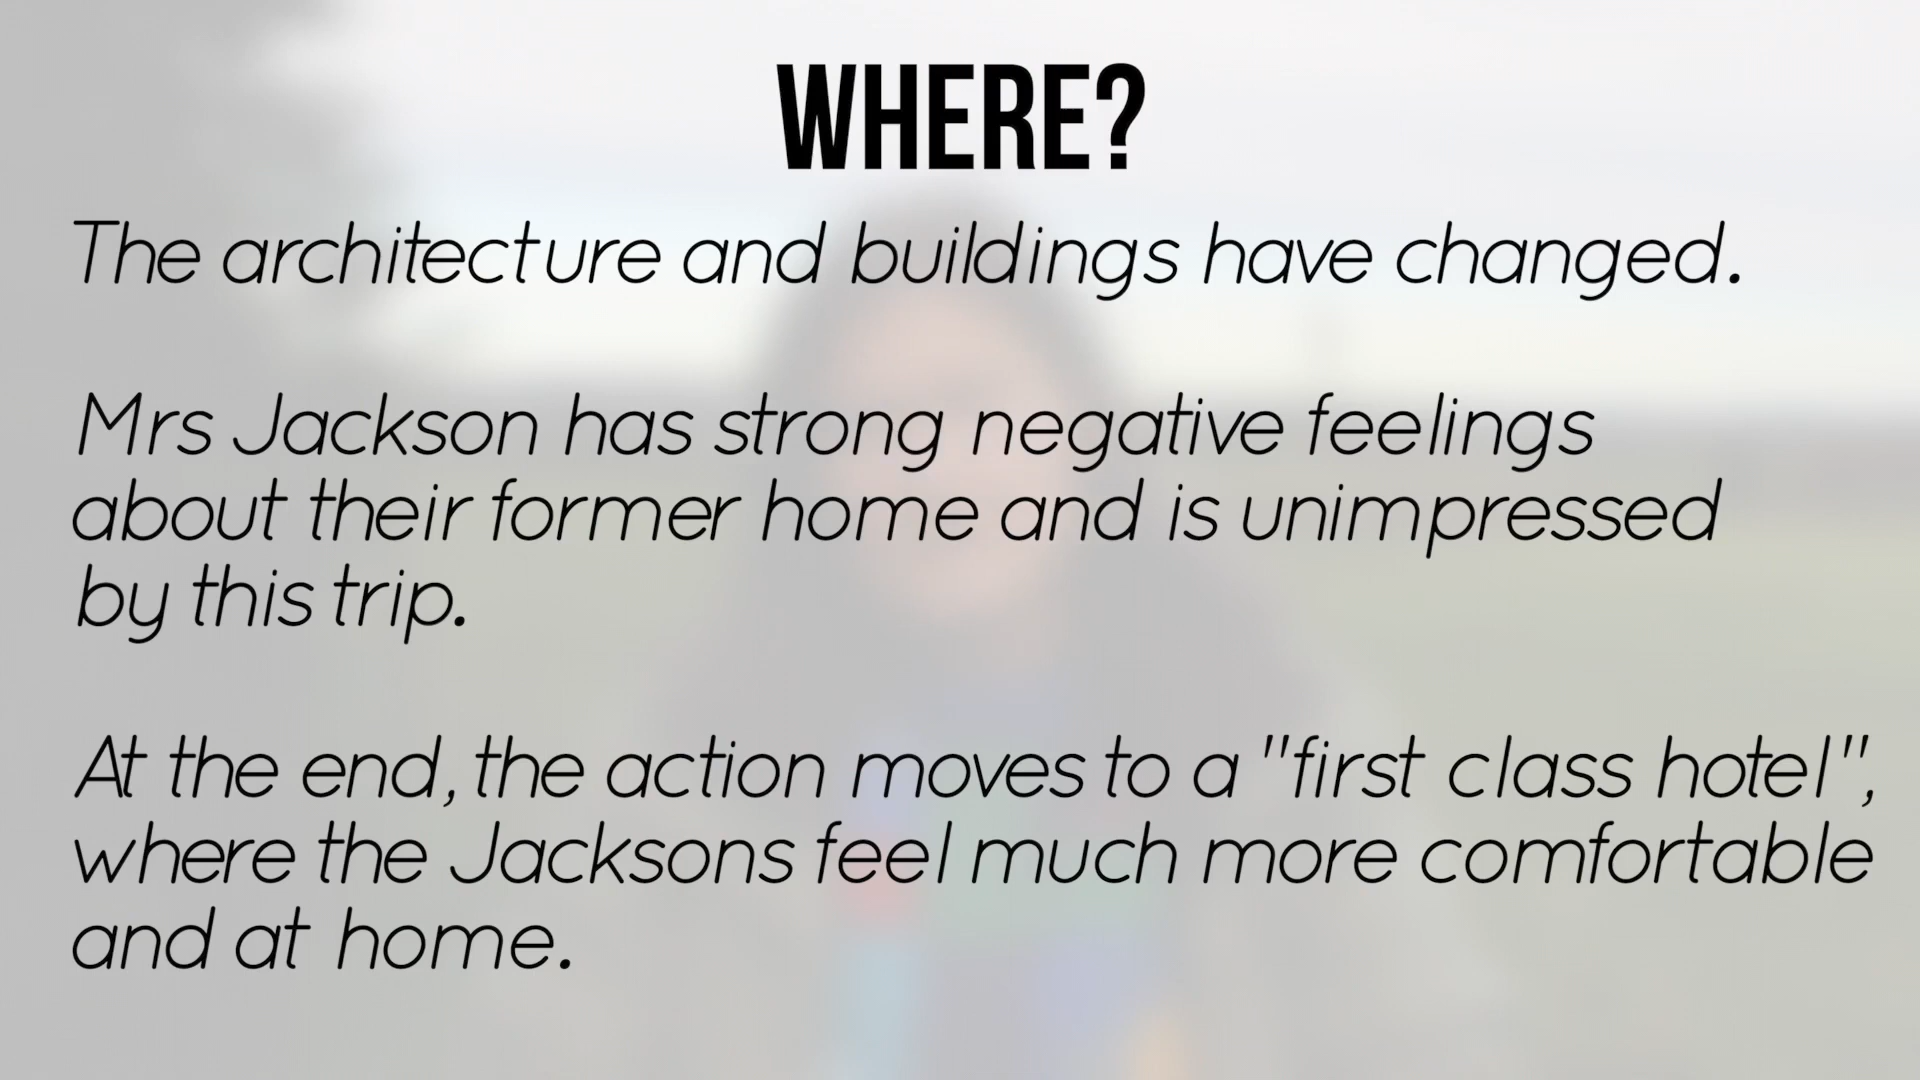 WHERE?
The architecture and buildings have changed.
Mrs Jackson has strong negative feelings
about their former home and is unimpressed
by this trip.
At the end, the action moves to a "first class hotel",
where the Jacksons feel much more comfortable
and at home.